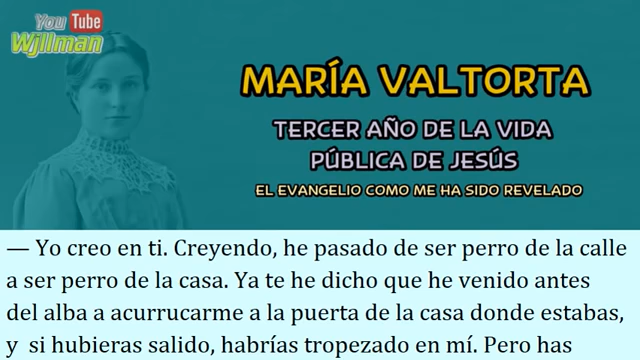 You Tube
Wjllman
MARÍA VALTORTA
TERCER AÑO DE LA VIDA
PÚBLICA DE JESÚS
EL EVANGELIO COMO ME HA SIDO REVELADO
— Yo creo en ti. Creyendo, he pasado de ser perro de la calle
a ser perro de la casa. Ya te he dicho que he venido antes
del alba a acurrucarme a la puerta de la casa donde estabas,
y  si hubieras salido, habrías tropezado en mí. Pero has